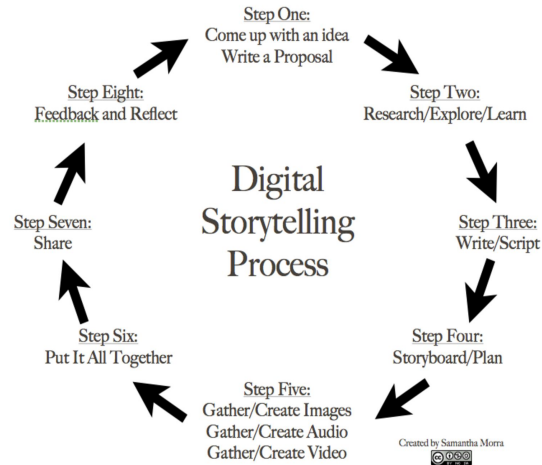 Step One:
Come up with an idea
Write a Proposal
Step Two:
Research/Explore/Learn
Step Three:
Write/Script
Step Four:
Storyboard/Plan
Step Five:
Gather/Create Images
Gather/Create Audio
Gather/Create Video
Step Six:
Put It All Together
Step Seven:
Share
Step Eight:
Feedback and Reflect
Digital
Storytelling
Process
Created by Samantha Morra